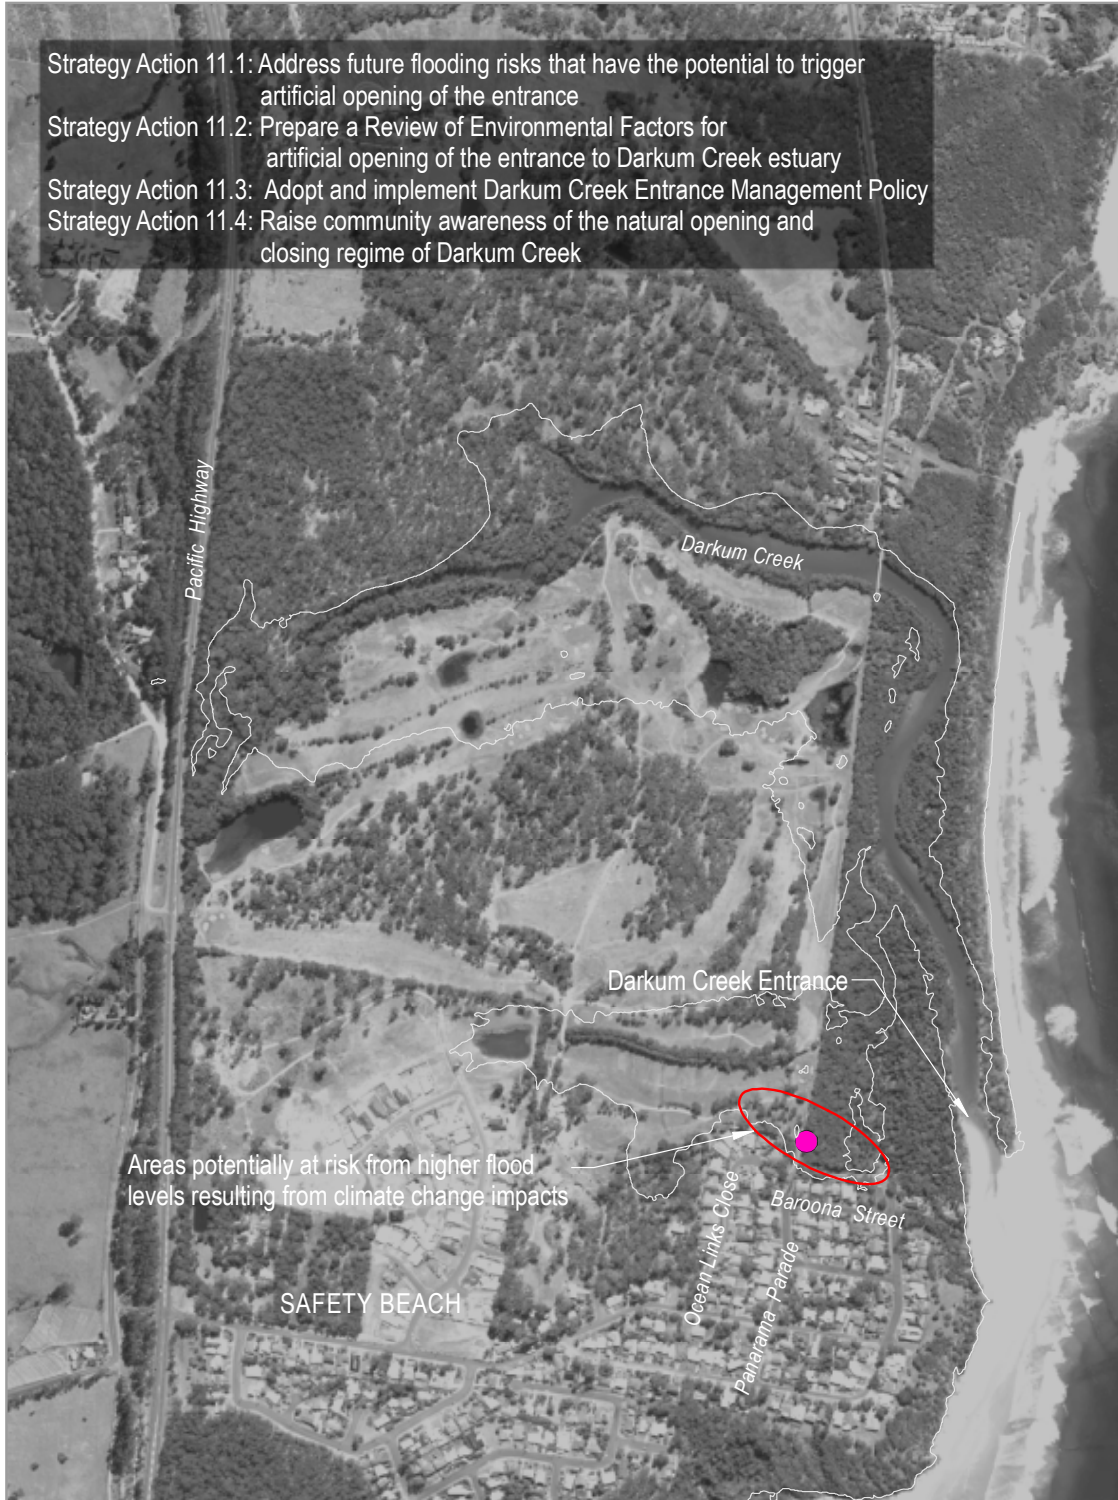 Strategy Action 11.1: Address future flooding risks that have the potential to trigger
artificial opening of the entrance
Strategy Action 11.2: Prepare a Review of Environmental Factors for
artificial opening of the entrance to Darkum Creek estuary
Strategy Action 11.3: Adopt and implement Darkum Creek Entrance Management Policy
Strategy Action 11.4: Raise community awareness of the natural opening and
closing regime of Darkum Creek
Pacific Highway
Darkum Creek
Darkum Creek Entrance
Areas potentially at risk from higher flood
levels resulting from climate change impacts
Ocean Links Close
Baroona Street
Panarama Parade
SAFETY BEACH